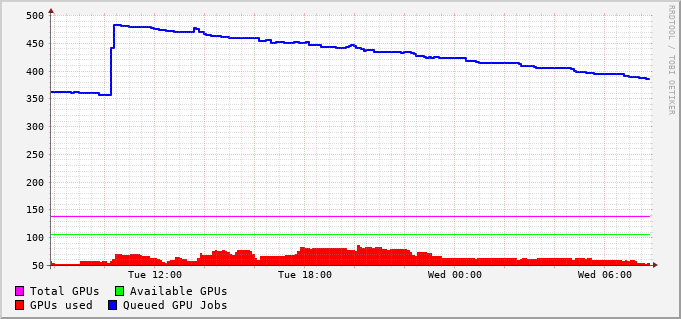 500
450
400
350
300
250
200
150
100
50
Tue 12:00 Tue 18:00 Wed 00:00 Wed 06:00
Total GPUs Available GPUs
GPUs used Queued GPU Jobs
RRDTOOL / TOBI OETIKER